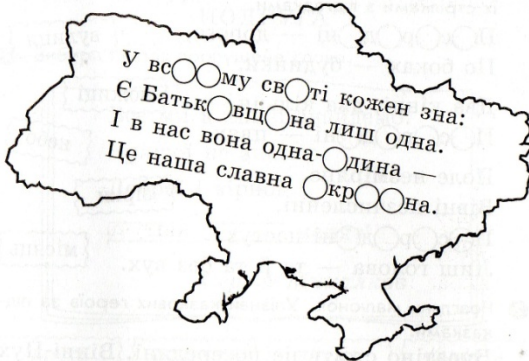 У вс◯◯му св◯ті кожен зна:
Є Батьк◯вщ◯на лиш одна.
І в нас вона одна-◯дина —
Це наша славна ◯кр◯◯на.